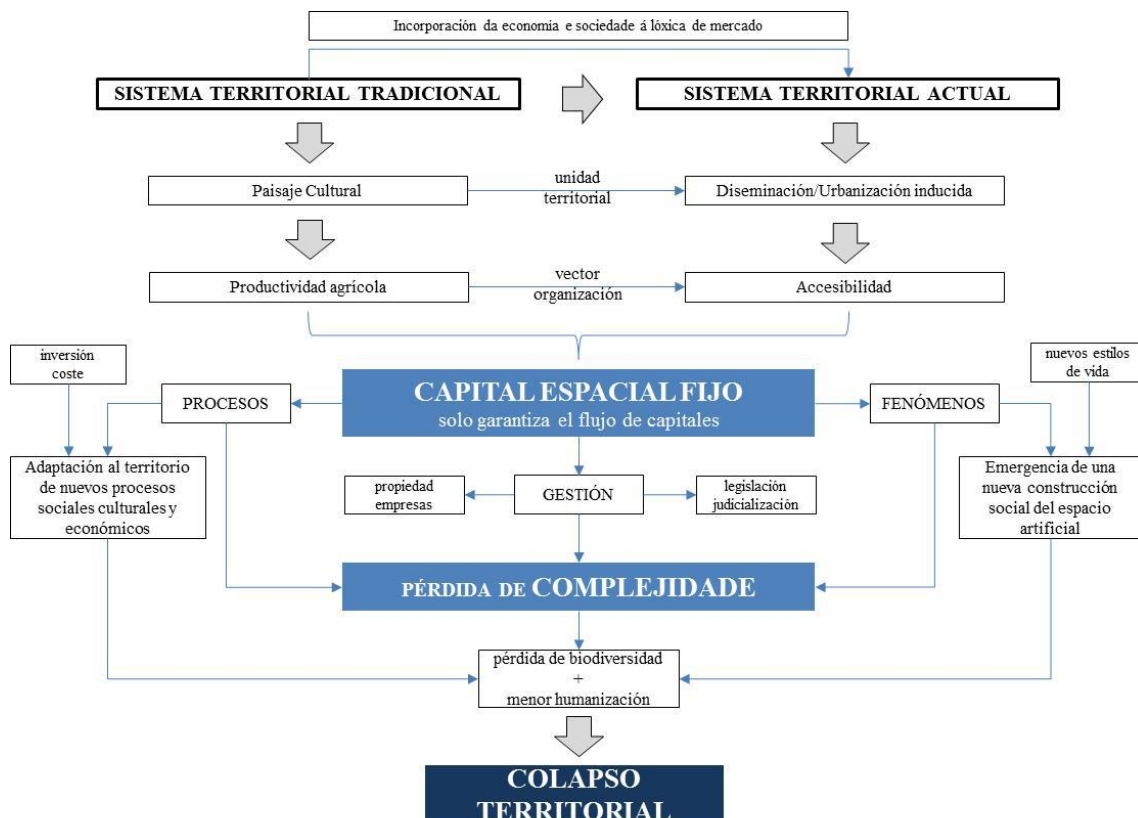 Incorporación da economía e sociedade á lóxica de mercado
SISTEMA TERRITORIAL TRADICIONAL
SISTEMA TERRITORIAL ACTUAL
Paisaje Cultural
unidad
territorial
Diseminación/Urbanización inducida
Productividad agrícola
vector
organización
Accesibilidad
inversión
coste
nuevos estilos
de vida
CAPITAL ESPACIAL FIJO
solo garantiza el flujo de capitales
PROCESOS
FENÓMENOS
Adaptación al territorio
de nuevos procesos
sociales culturales y
económicos
propiedad
empresas
GESTIÓN
legislación
judicialización
Emergencia de una
nueva construcción
social del espacio
artificial
PÉRDIDA DE COMPLEJIDADE
pérdida de biodiversidad
+
menor humanización
COLAPSO
TERRITORIAL